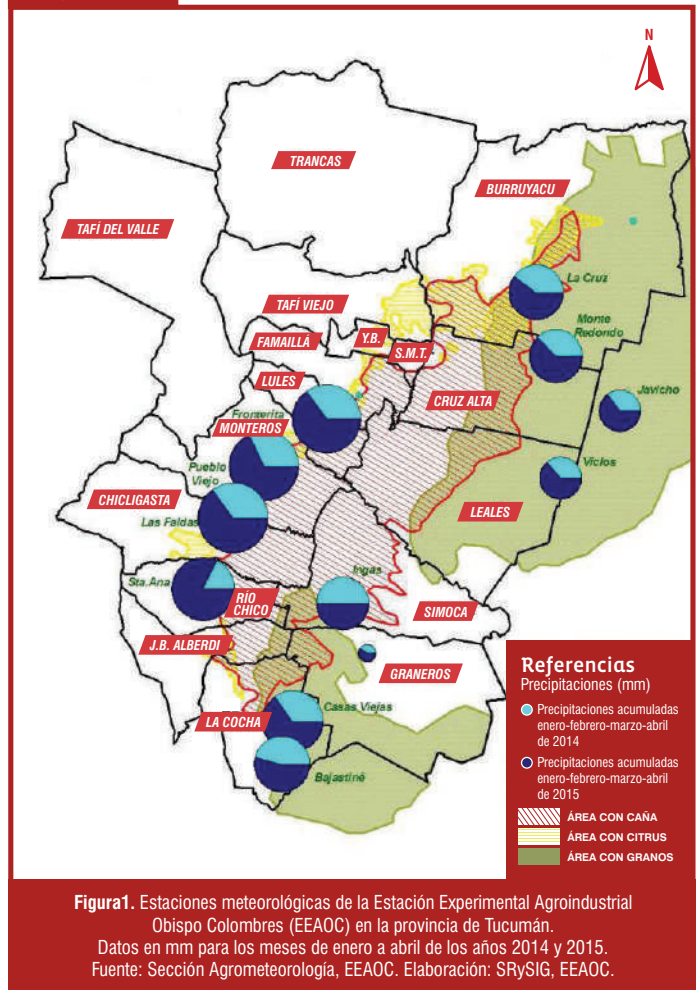 N
TRANCAS
BURRUYACU
TAFÍ DEL VALLE
La Cruz
TAFÍ VIEJO
Monte
Redondo
FAMAILLÁ
Y.B.
S.M.T.
LULES
Javicho
CRUZ ALTA
Fronterita
MONTEROS
Pueblo
Viejo
Viclos
CHICLIGASTA
LEALES
Las Faldas
Ingas
Sta.Ana
RÍO
CHICO
SIMOCA
J.B. ALBERDI
GRANEROS
LA COCHA
Casas Viejas
Bajastiné
Referencias
Precipitaciones (mm)
Precipitaciones acumuladas
enero-febrero-marzo-abril
de 2014
Precipitaciones acumuladas
enero-febrero-marzo-abril
de 2015
ÁREA CON CAÑA
ÁREA CON CITRUS
ÁREA CON GRANOS
Figura1. Estaciones meteorológicas de la Estación Experimental Agroindustrial
Obispo Colombres (EEAOC) en la provincia de Tucumán.
Datos en mm para los meses de enero a abril de los años 2014 y 2015.
Fuente: Sección Agrometeorología, EEAOC. Elaboración: SRySIG, EEAOC.